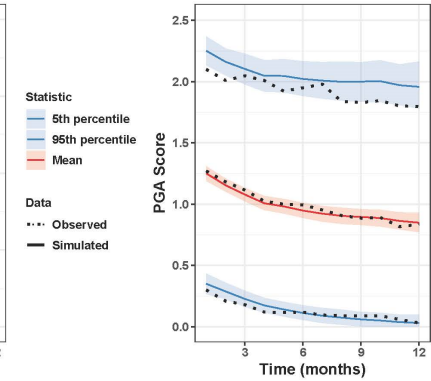 Statistic
5th percentile
95th percentile
Mean
Data
Observed
Simulated
PGA Score
2.5
2.0
1.5
1.0
0.5
0.0
3
6
9
12
Time (months)